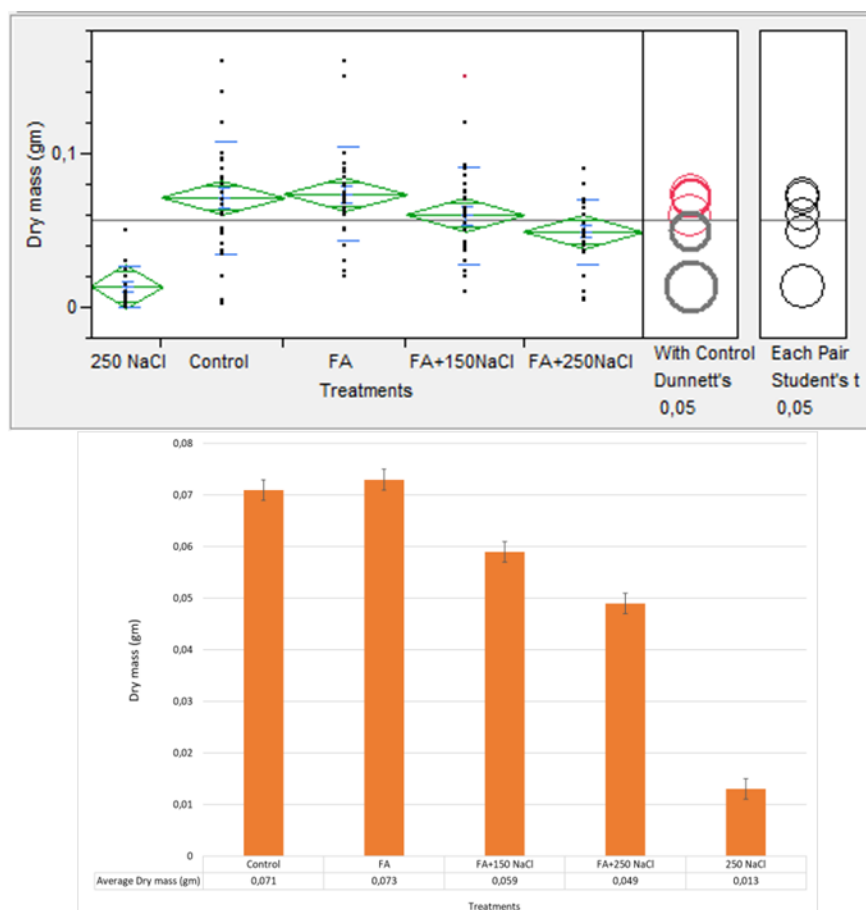 Dry mass (gm)
0,1
0
250 NaCl Control FA FA+150NaCl FA+250NaCl
Treatments
With Control
Dunnett's
0,05
Each Pair
Student's t
0,05
0,08
0,07
0,06
0,05
0,04
0,03
0,02
0,01
0
Dry mass (gm)
Control FA FA+150 NaCl FA+250 NaCl 250 NaCl
Average Dry mass (gm) 0,071 0,073 0,059 0,049 0,013
Treatments